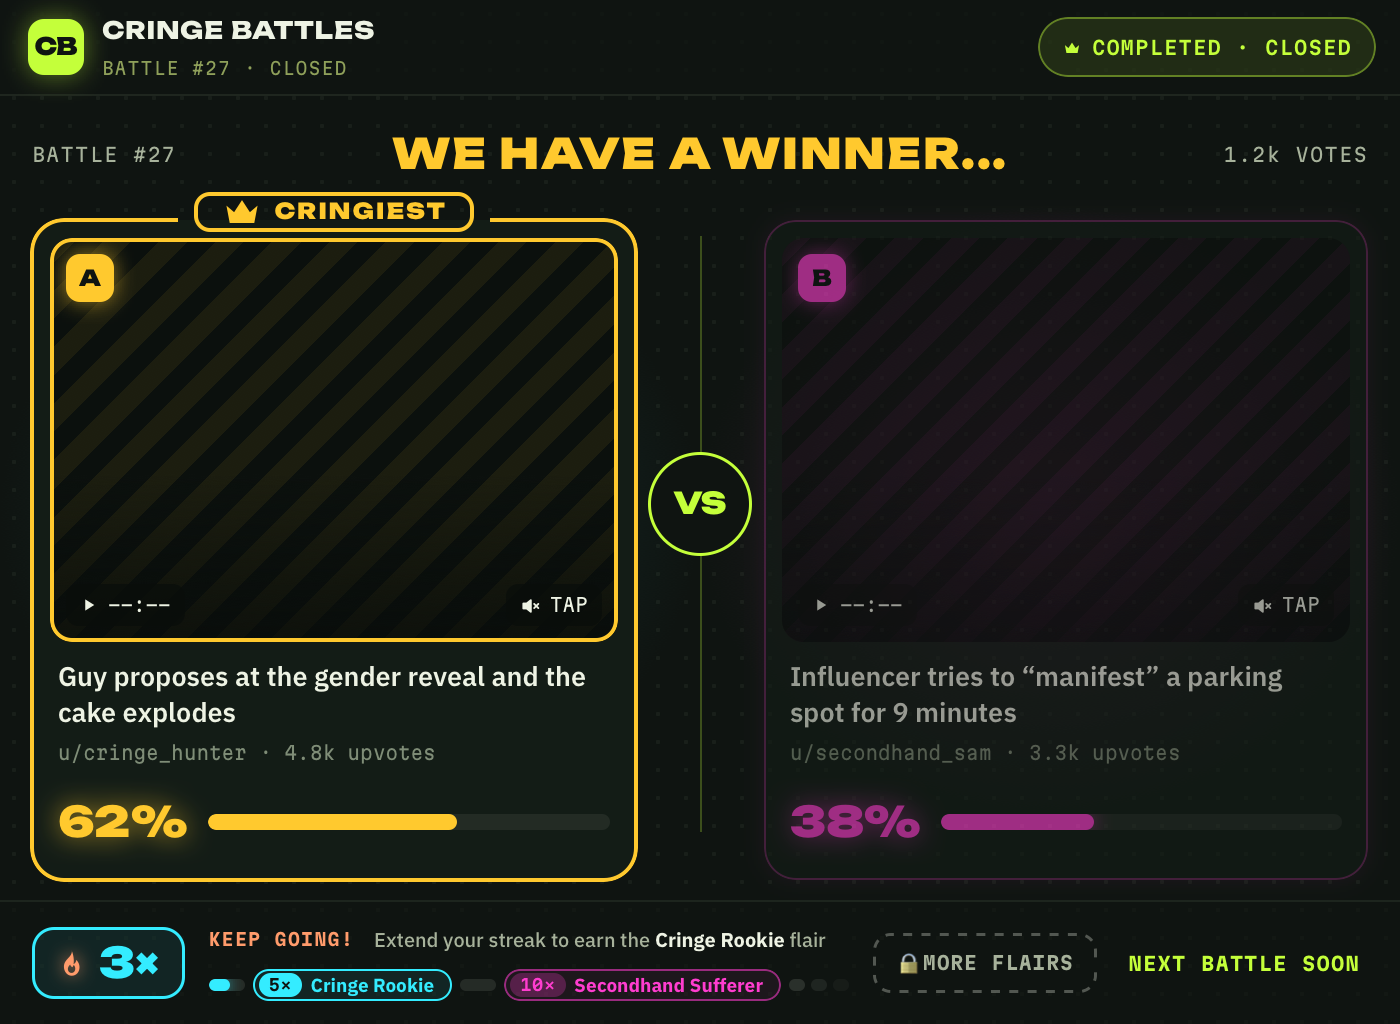 CB
CRINGE BATTLES
BATTLE #27 · CLOSED
COMPLETED · CLOSED
BATTLE #27
WE HAVE A WINNER...
1.2k VOTES
CRINGIEST
A
--:--
TAP
Guy proposes at the gender reveal and the
cake explodes
u/cringe_hunter · 4.8k upvotes
62%
VS
B
--:--
TAP
Influencer tries to “manifest” a parking
spot for 9 minutes
u/secondhand_sam · 3.3k upvotes
38%
3×
KEEP GOING! Extend your streak to earn the Cringe Rookie flair
5× Cringe Rookie
10× Secondhand Sufferer
MORE FLAIRS
NEXT BATTLE SOON